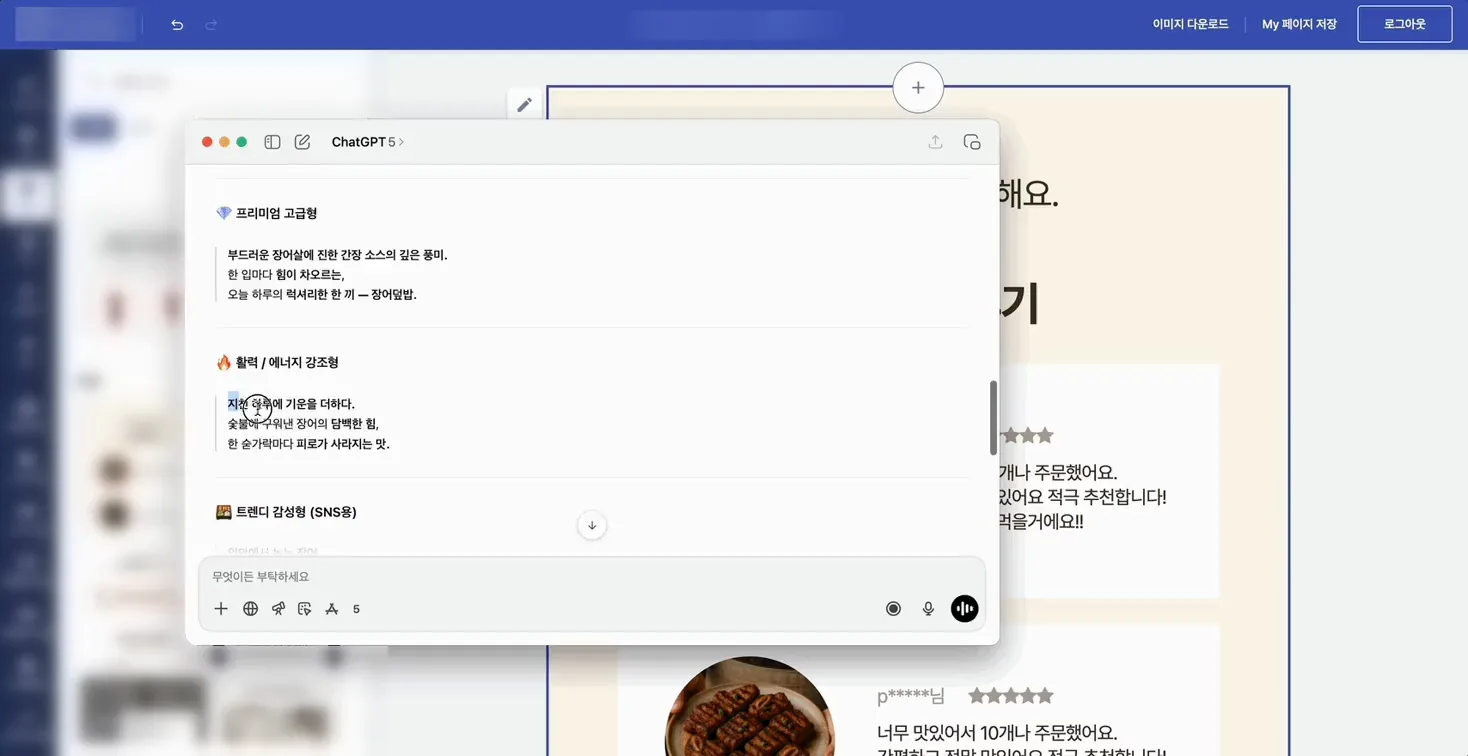 이미지 다운로드
My 페이지 저장
로그아웃
ChatGPT 5 >
프리미엄 고급형
부드러운 장어살에 진한 간장 소스의 깊은 풍미.
한 입마다 힘이 차오르는,
오늘 하루의 럭셔리한 한 끼 — 장어덮밥.
활력 / 에너지 강조형
지친 하루에 기운을 더하다.
숯불에 구워낸 장어의 담백한 힘,
한 숟가락마다 피로가 사라지는 맛.
트렌디 감성형 (SNS용)
무엇이든 부탁하세요
5
해요.
기
★★★
개나 주문했어요.
있어요 적극 추천합니다!
먹을거에요!!
p*****님 ★★★★★
너무 맛있어서 10개나 주문했어요.